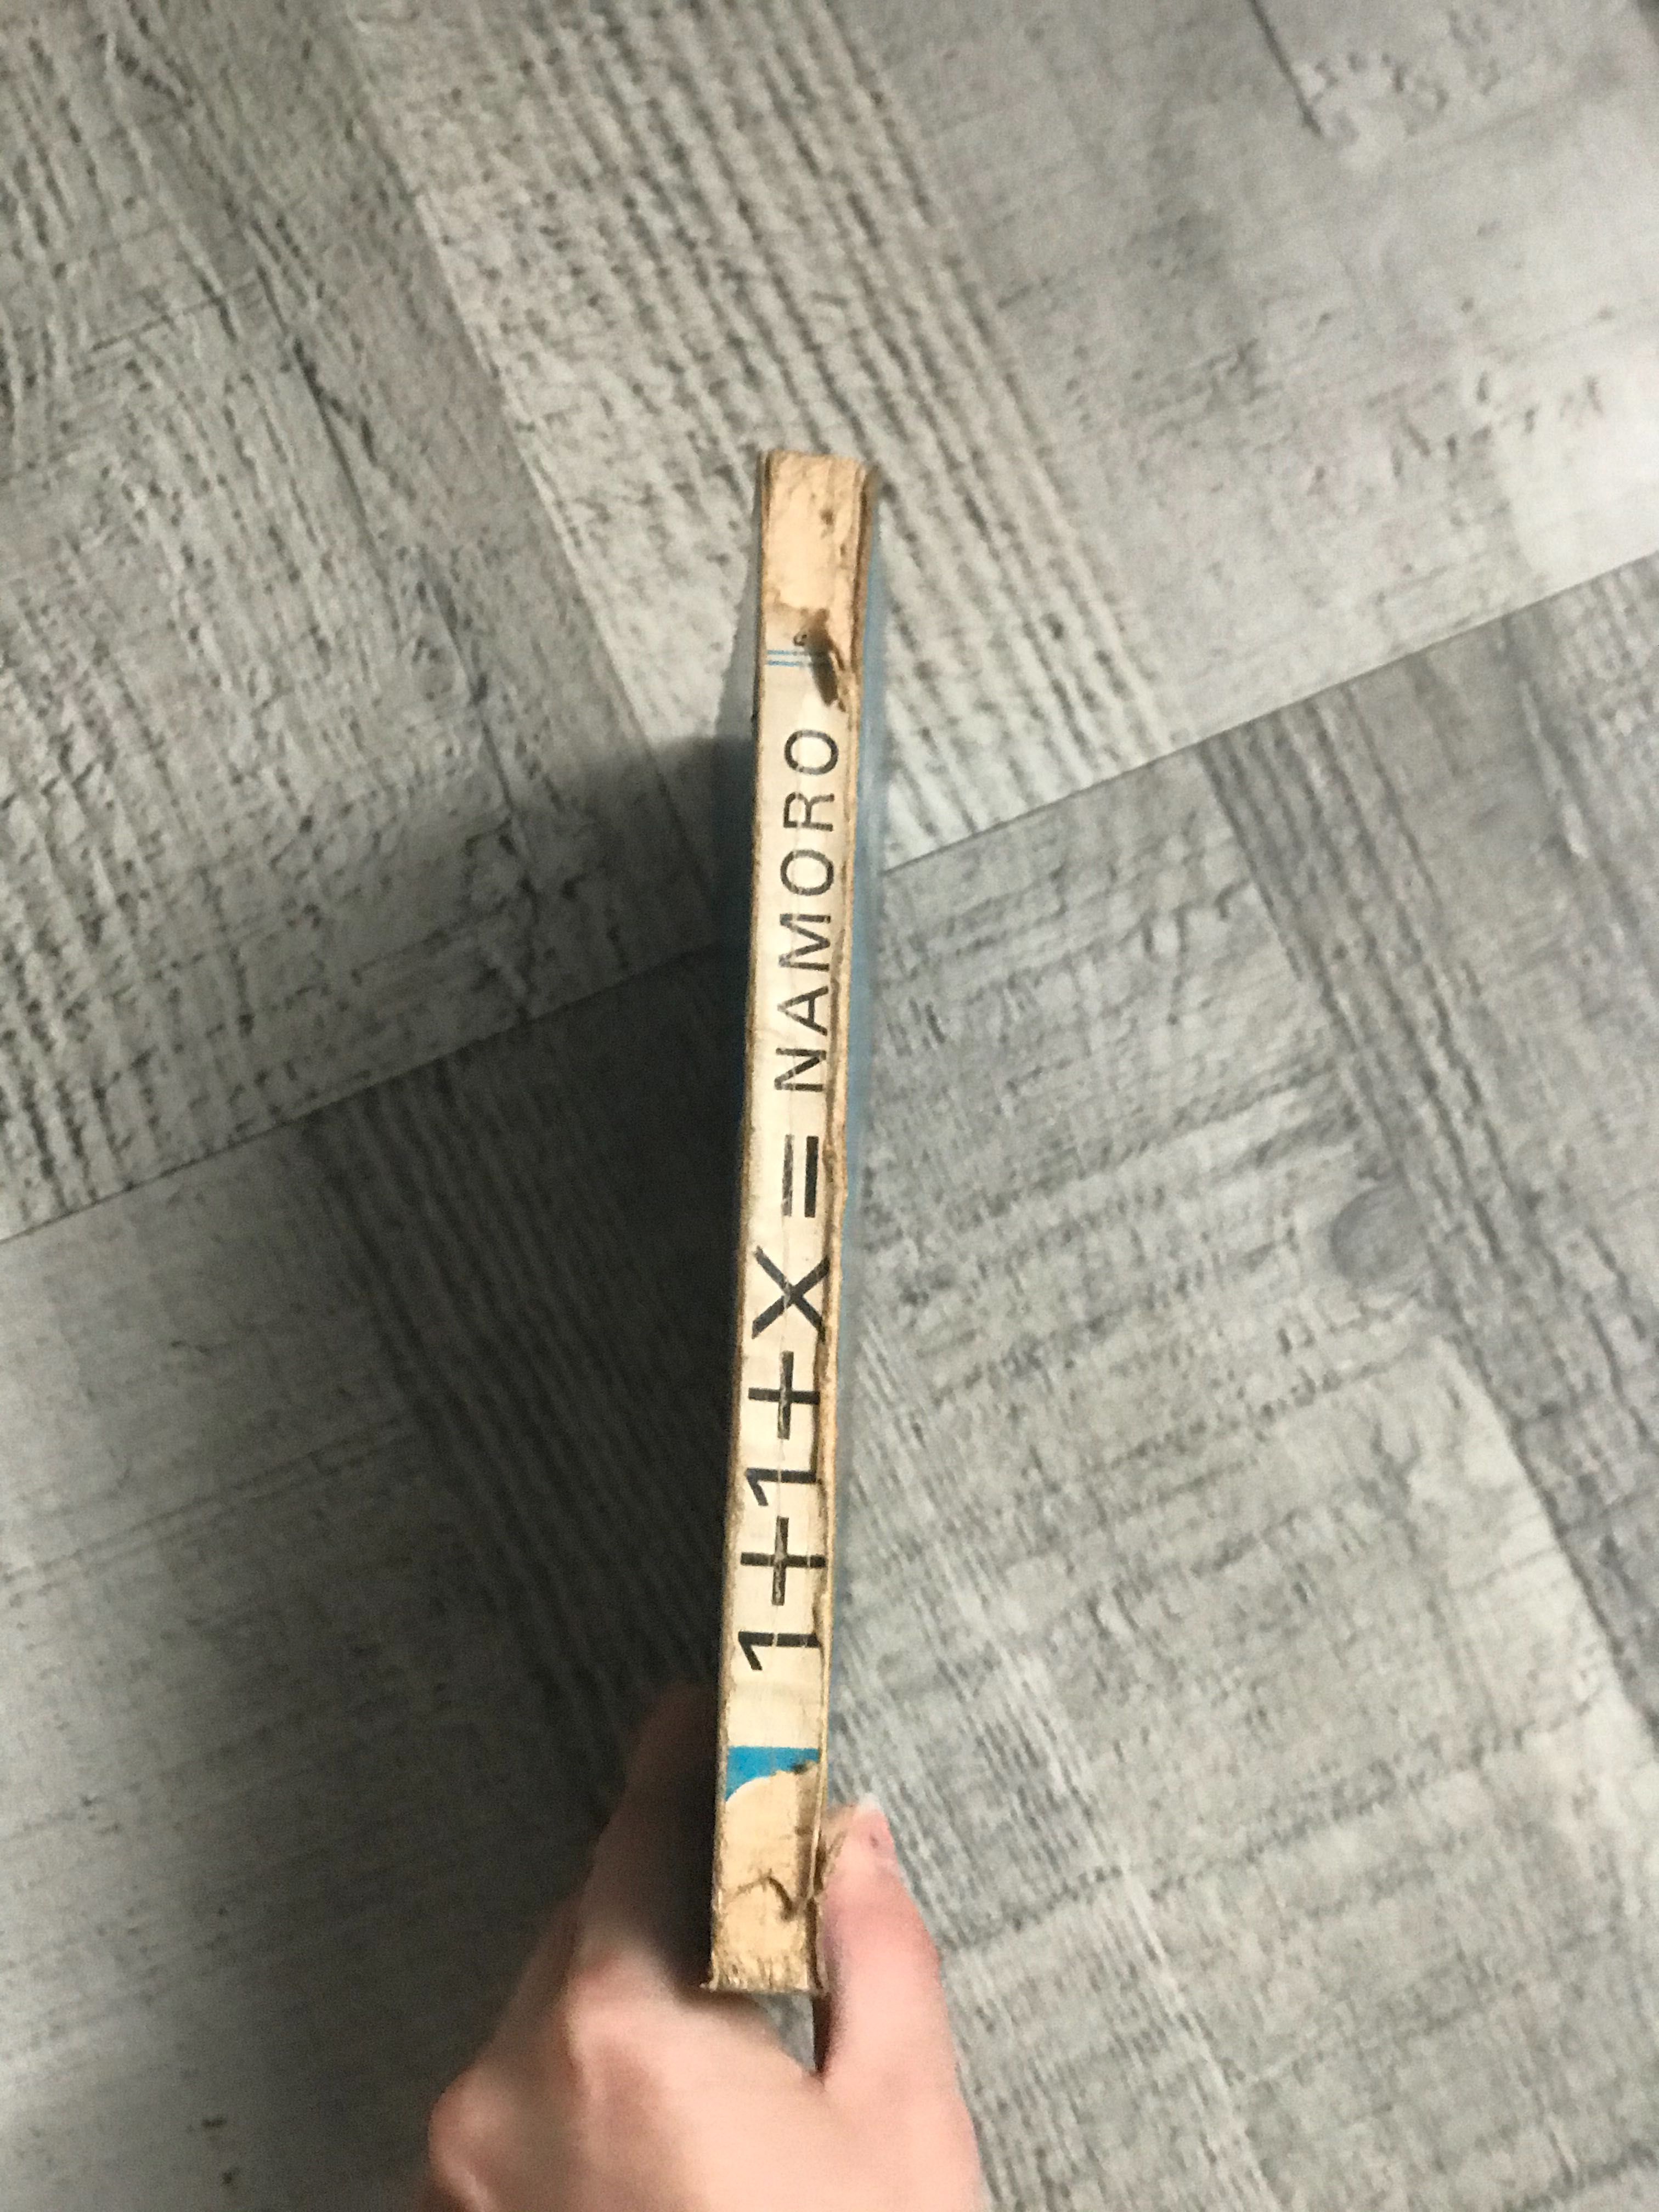 1+1+X = NAMORO